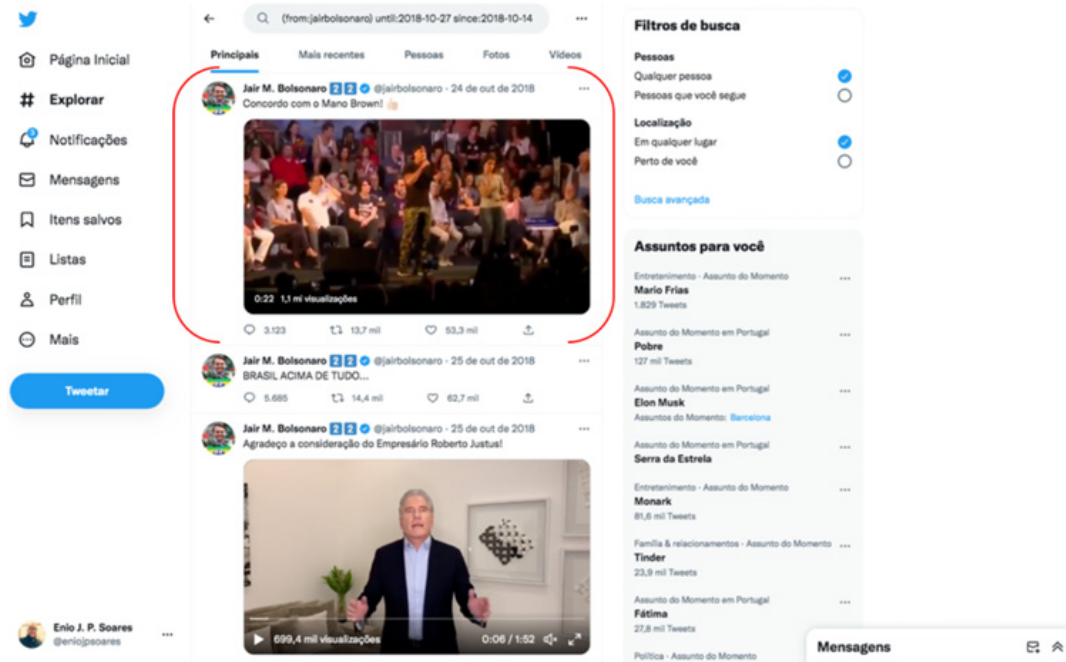 (from:jairbolsonaro) until:2018-10-27 since:2018-10-14
Página Inicial
Explorar
3
Notificações
Mensagens
Itens salvos
Listas
Perfil
Mais
Tweetar
Enio J. P. Soares
@eniojpsoares
Principais
Mais recentes
Pessoas
Fotos
Vídeos
Jair M. Bolsonaro 2 2 @jairbolsonaro · 24 de out de 2018
Concordo com o Mano Brown!
0:22 1,1 mi visualizações
3.123 13,7 mil 53,3 mil
Jair M. Bolsonaro 2 2 @jairbolsonaro · 25 de out de 2018
BRASIL ACIMA DE TUDO...
5.685 14,4 mil 62,7 mil
Jair M. Bolsonaro 2 2 @jairbolsonaro · 25 de out de 2018
Agradeço a consideração do Empresário Roberto Justus!
699,4 mil visualizações 0:06 / 1:52
Filtros de busca
Pessoas
Qualquer pessoa
Pessoas que você segue
Localização
Em qualquer lugar
Perto de você
Busca avançada
Assuntos para você
Entretenimento · Assunto do Momento
Mario Frias
1.829 Tweets
Assunto do Momento em Portugal
Pobre
127 mil Tweets
Assunto do Momento em Portugal
Elon Musk
Assuntos do Momento: Barcelona
Assunto do Momento em Portugal
Serra da Estrela
Entretenimento · Assunto do Momento
Monark
81,6 mil Tweets
Família & relacionamentos · Assunto do Momento
Tinder
23,9 mil Tweets
Assunto do Momento em Portugal
Fátima
27,8 mil Tweets
Política · Assunto do Momento
Mensagens